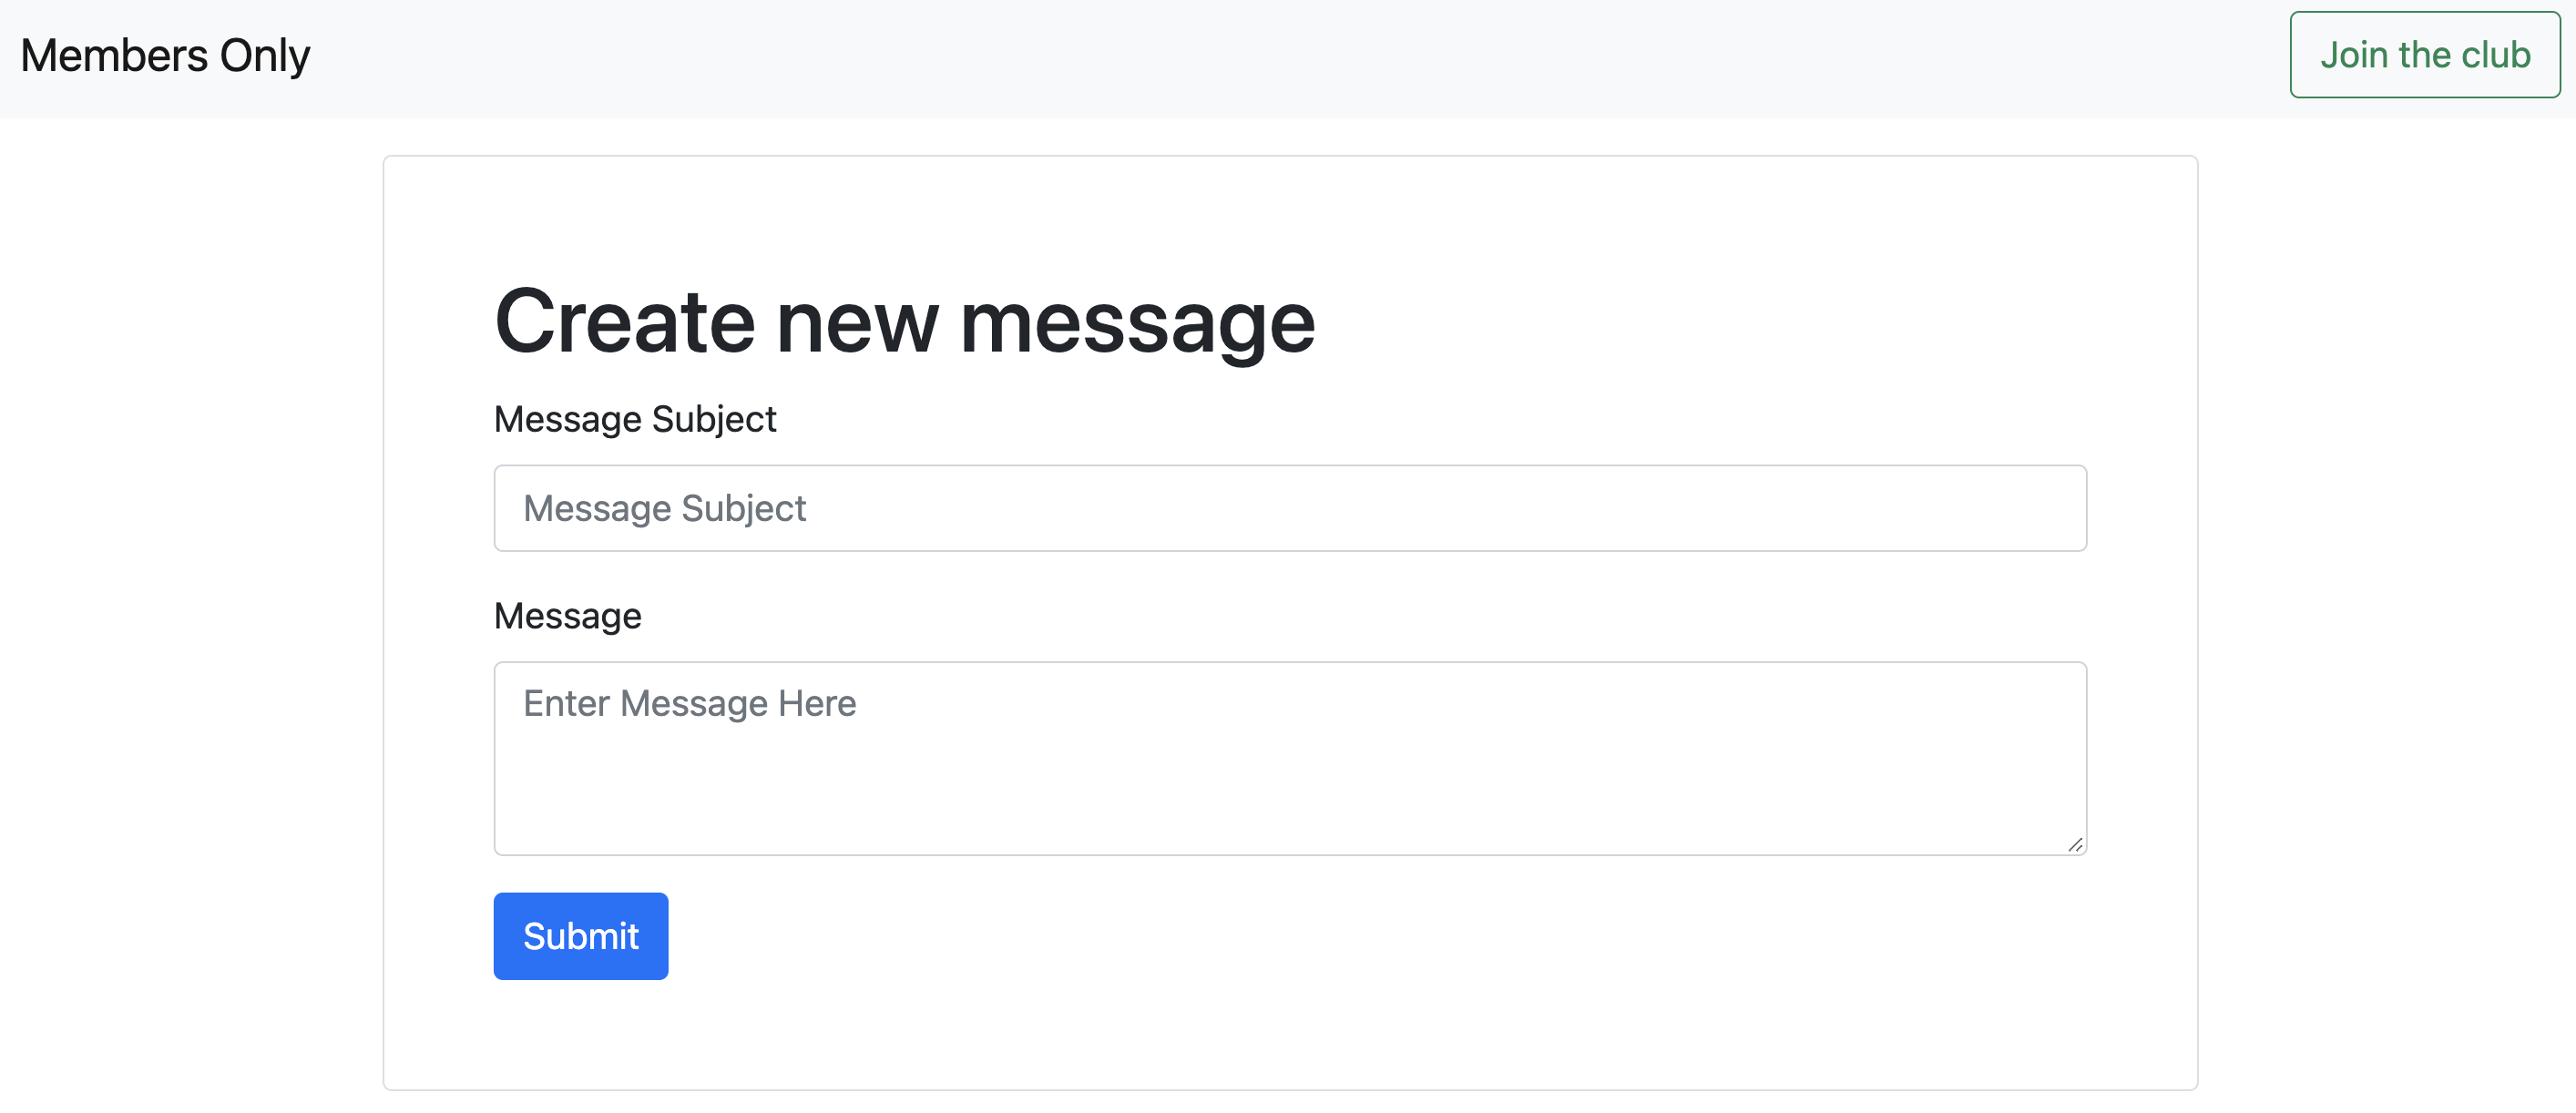 Members Only
Join the club
Create new message
Message Subject
Message Subject
Message
Enter Message Here
Submit